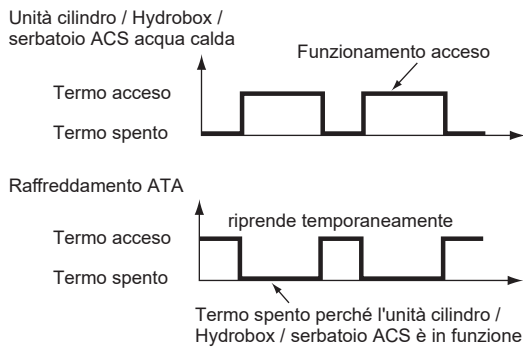 Unità cilindro / Hydrobox /
serbatoio ACS acqua calda
Funzionamento acceso
Termo acceso
Termo spento
Raffreddamento ATA
riprende temporaneamente
Termo acceso
Termo spento
Termo spento perché l'unità cilindro /
Hydrobox / serbatoio ACS è in funzione